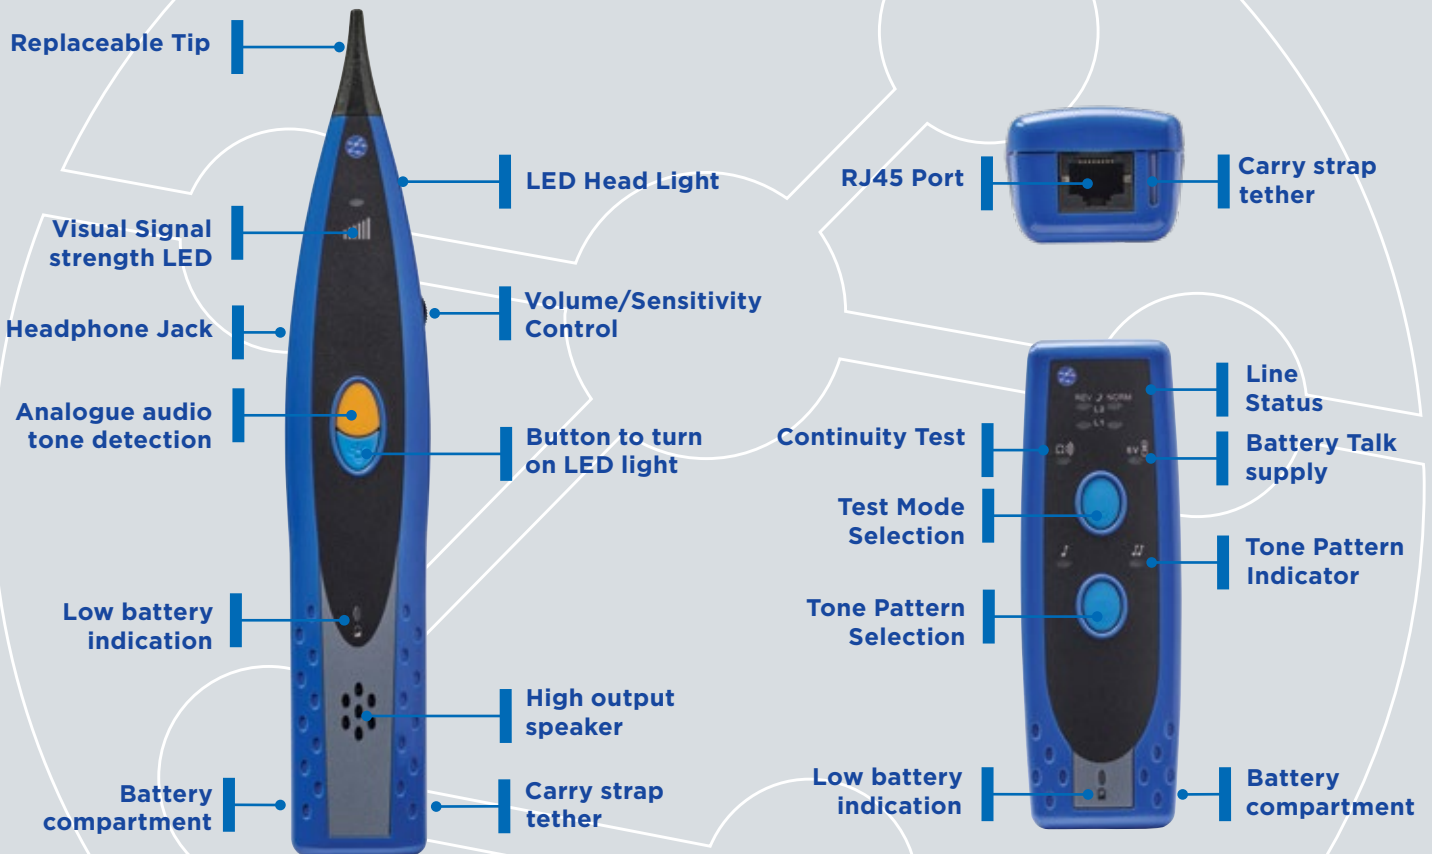 Replaceable Tip
Visual Signal
strength LED
Headphone Jack
Analogue audio
tone detection
Low battery
indication
Battery
compartment
LED Head Light
Volume/Sensitivity
Control
Button to turn
on LED light
High output
speaker
Carry strap
tether
RJ45 Port
Carry strap
tether
Continuity Test
Test Mode
Selection
Tone Pattern
Selection
Low battery
indication
REV NORM
L2
L1
6V
Line
Status
Battery Talk
supply
Tone Pattern
Indicator
Battery
compartment